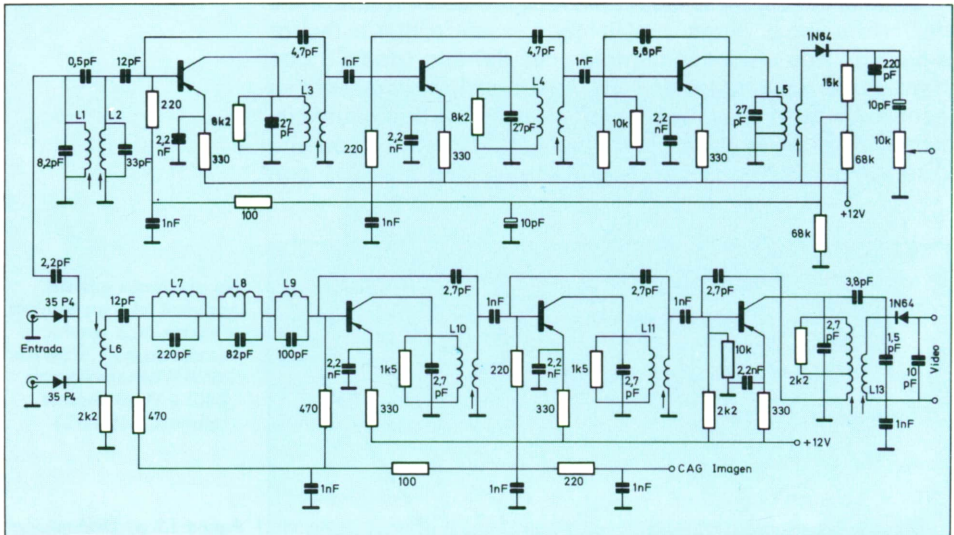 4,7pF
4,7pF
5,6pF
1N64
0,5pF
12pF
1nF
1nF
15k
220 pF
L3
L4
L5
220
8k2
27 pF
8k2
27pF
10k
27 pF
10pF
10k
L1
L2
2,2 nF
2,2 nF
2,2 nF
8,2pF
33pF
330
220
330
330
68k
+12V
1nF
100
1nF
10pF
68k
2,2pF
L7
L8
L9
2,7pF
2,7pF
2,7pF
3,8pF
35 P4
12pF
1nF
1nF
1N64
Entrada
L6
220pF
82pF
100pF
L10
L11
2,7 pF
1,5 pF
2,2 nF
1k5
2,7 pF
220
2,2 nF
1k5
2,7 pF
10k
2,2nF
2k2
L13
10 pF
Video
35 P4
2k2
470
470
330
330
2k2
330
1nF
+12V
100
220
CAG Imagen
1nF
1nF
1nF